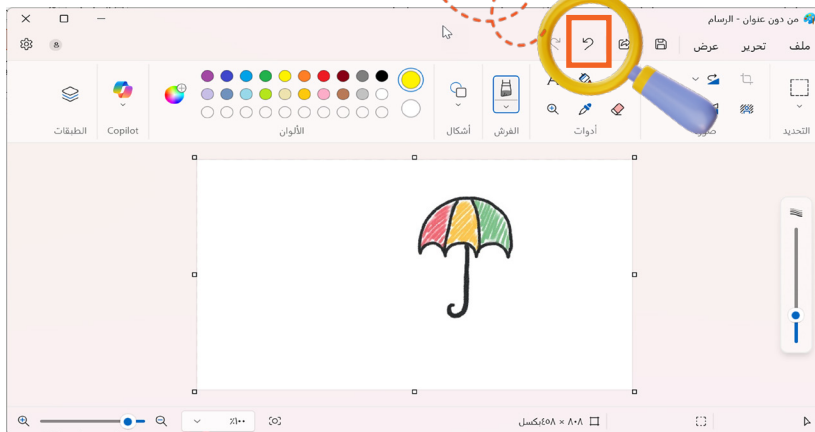 من دون عنوان - الرسام
ملف تحرير عرض
التحديد
أدوات
الفرش
أشكال
الألوان
Copilot
الطبقات
٨٠٨ × ٤٥٨بكسل
٪١٠٠